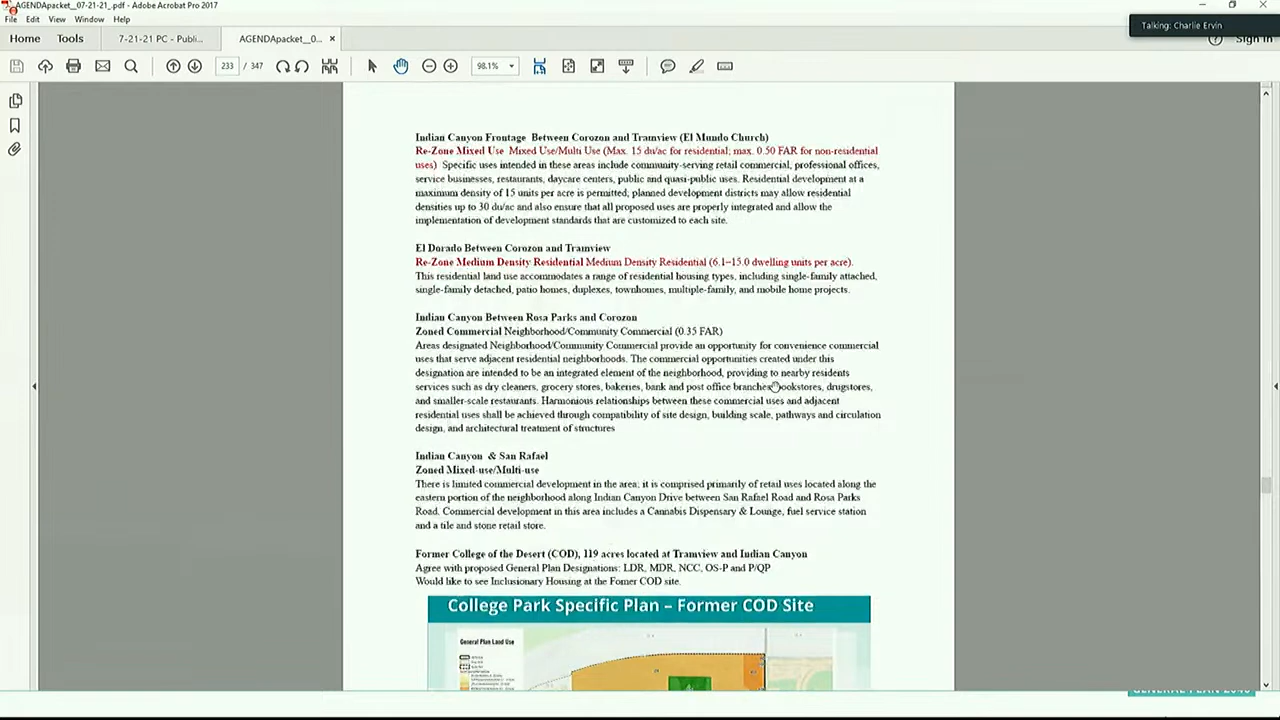 AGENDApacket__07-21-21_.pdf - Adobe Acrobat Pro 2017
File Edit View Window Help
Talking: Charlie Ervin
Home Tools 7-21-21 PC - Publi... AGENDApacket__0... × Sign In
233 / 347 98.1%
Indian Canyon Frontage Between Corozon and Tramview (El Mundo Church)
Re-Zone Mixed Use Mixed Use/Multi Use (Max. 15 du/ac for residential; max. 0.50 FAR for non-residential
uses) Specific uses intended in these areas include community-serving retail commercial, professional offices,
service businesses, restaurants, daycare centers, public and quasi-public uses. Residential development at a
maximum density of 15 units per acre is permitted, planned development districts may allow residential
densities up to 30 du/ac and also ensure that all proposed uses are properly integrated and allow the
implementation of development standards that are customized to each site.
El Dorado Between Corozon and Tramview
Re-Zone Medium Density Residential Medium Density Residential (6.1–15.0 dwelling units per acre).
This residential land use accommodates a range of residential housing types, including single-family attached,
single-family detached, patio homes, duplexes, townhomes, multiple-family, and mobile home projects.
Indian Canyon Between Rosa Parks and Corozon
Zoned Commercial Neighborhood/Community Commercial (0.35 FAR)
Areas designated Neighborhood/Community Commercial provide an opportunity for convenience commercial
uses that serve adjacent residential neighborhoods. The commercial opportunities created under this
designation are intended to be an integrated element of the neighborhood, providing to nearby residents
services such as dry cleaners, grocery stores, bakeries, bank and post office branches bookstores, drugstores,
and smaller-scale restaurants. Harmonious relationships between these commercial uses and adjacent
residential uses shall be achieved through compatibility of site design, building scale, pathways and circulation
design, and architectural treatment of structures
Indian Canyon & San Rafael
Zoned Mixed-use/Multi-use
There is limited commercial development in the area; it is comprised primarily of retail uses located along the
eastern portion of the neighborhood along Indian Canyon Drive between San Rafael Road and Rosa Parks
Road. Commercial development in this area includes a Cannabis Dispensary & Lounge, fuel service station
and a tile and stone retail store.
Former College of the Desert (COD), 119 acres located at Tramview and Indian Canyon
Agree with proposed General Plan Designations: LDR, MDR, NCC, OS-P and P/QP
Would like to see Inclusionary Housing at the Fomer COD site.
College Park Specific Plan – Former COD Site
General Plan Land Use
GENERAL PLAN 2040